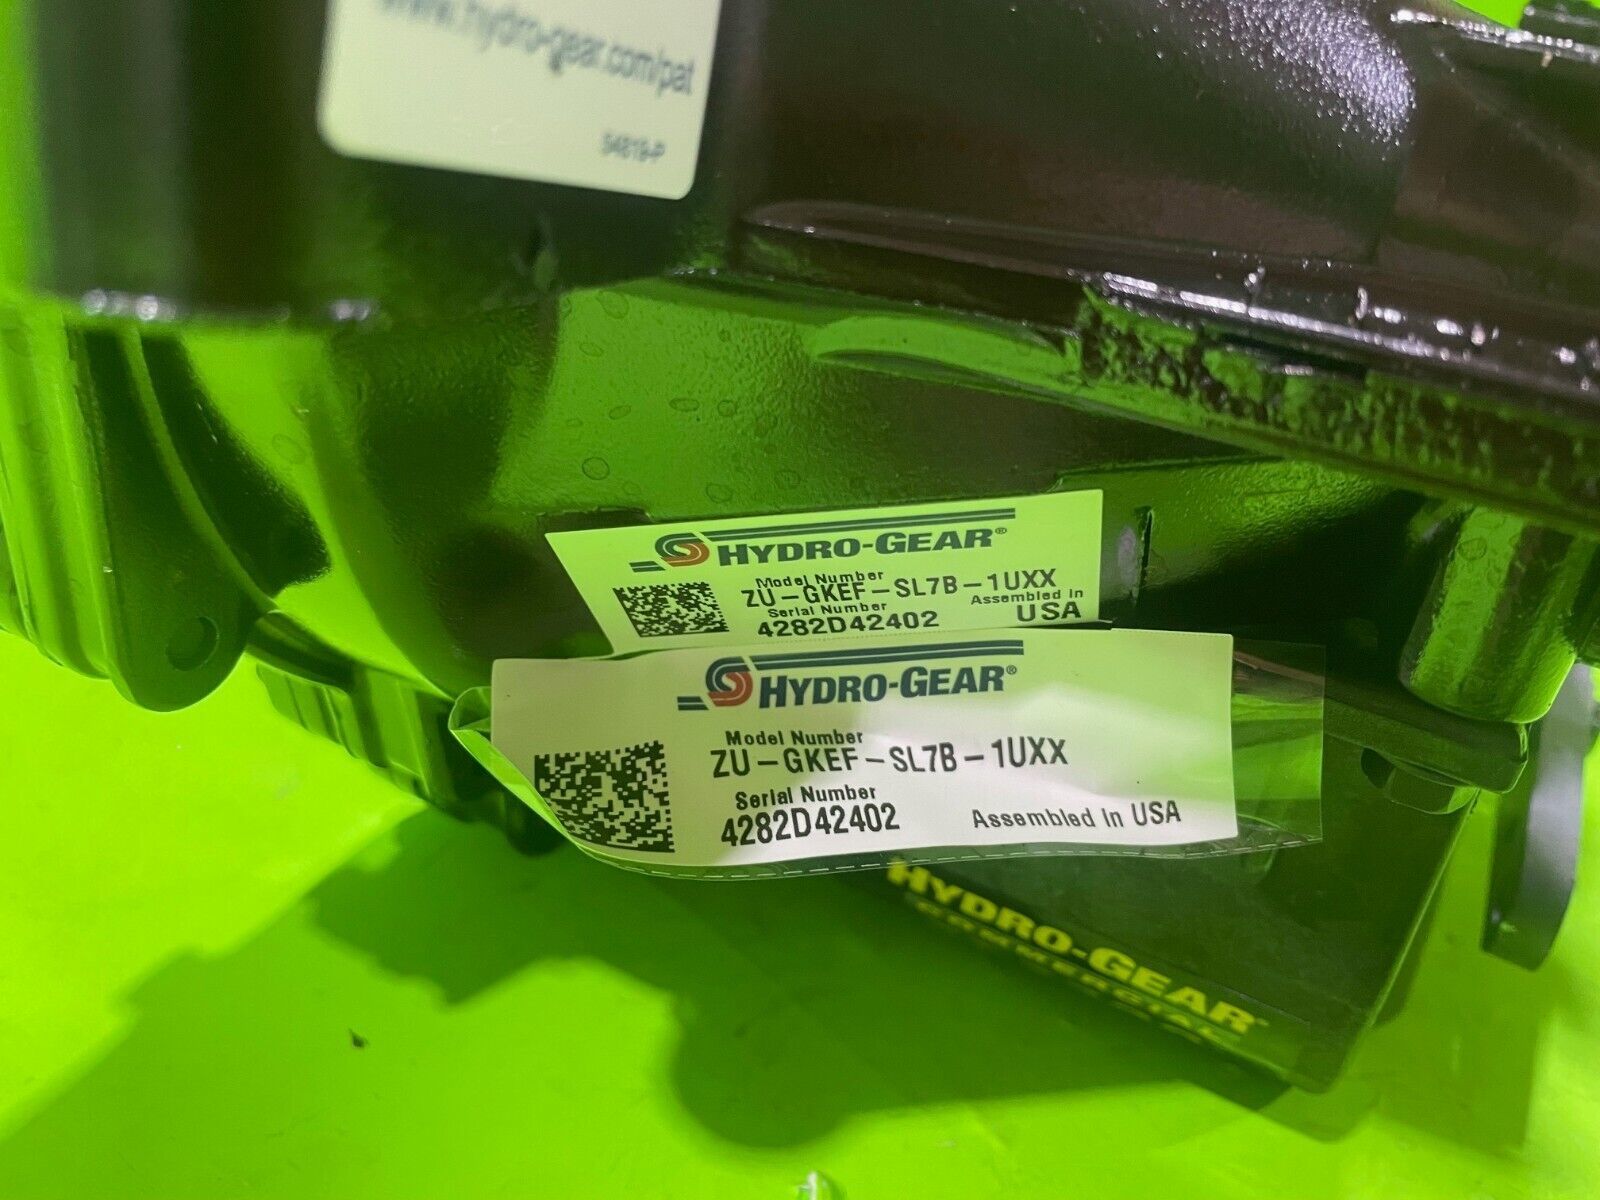 www.hydro-gear.com/pat
54819-P
HYDRO-GEAR®
Model Number
ZU-GKEF-SL7B-1UXX
Serial Number
4282D42402
Assembled in
USA
HYDRO-GEAR®
Model Number
ZU-GKEF-SL7B-1UXX
Serial Number
4282D42402
Assembled in USA
HYDRO-GEAR
COMMERCIAL